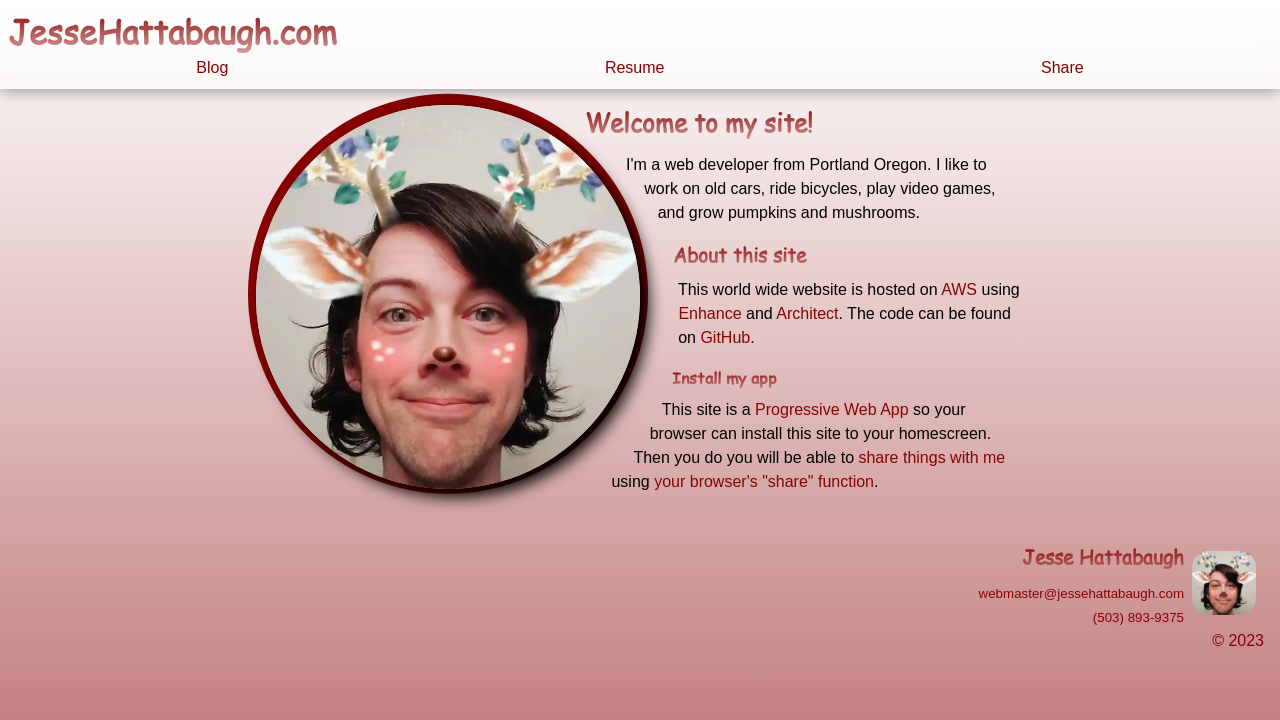 JesseHattabaugh.com
Blog
Resume
Share
Welcome to my site!
I'm a web developer from Portland Oregon. I like to
work on old cars, ride bicycles, play video games,
and grow pumpkins and mushrooms.
About this site
This world wide website is hosted on AWS using
Enhance and Architect. The code can be found
on GitHub.
Install my app
This site is a Progressive Web App so your
browser can install this site to your homescreen.
Then you do you will be able to share things with me
using your browser's "share" function.
Jesse Hattabaugh
webmaster@jessehattabaugh.com
(503) 893-9375
© 2023